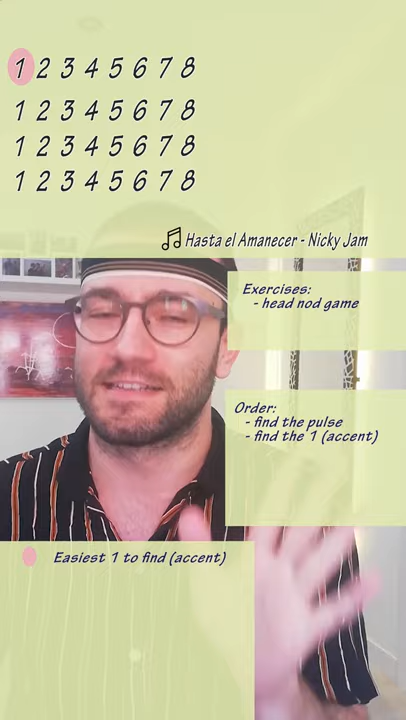 1 2 3 4 5 6 7 8
1 2 3 4 5 6 7 8
1 2 3 4 5 6 7 8
1 2 3 4 5 6 7 8
Hasta el Amanecer - Nicky Jam
Exercises:
- head nod game
Order:
- find the pulse
- find the 1 (accent)
Easiest 1 to find (accent)